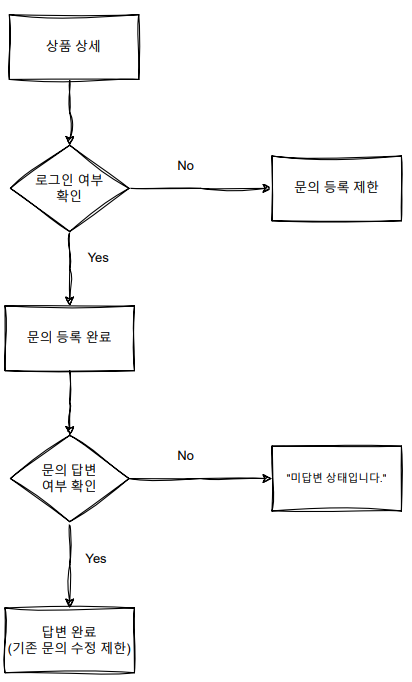 상품 상세
로그인 여부
확인
No
문의 등록 제한
Yes
문의 등록 완료
문의 답변
여부 확인
No
"미답변 상태입니다."
Yes
답변 완료
(기존 문의 수정 제한)